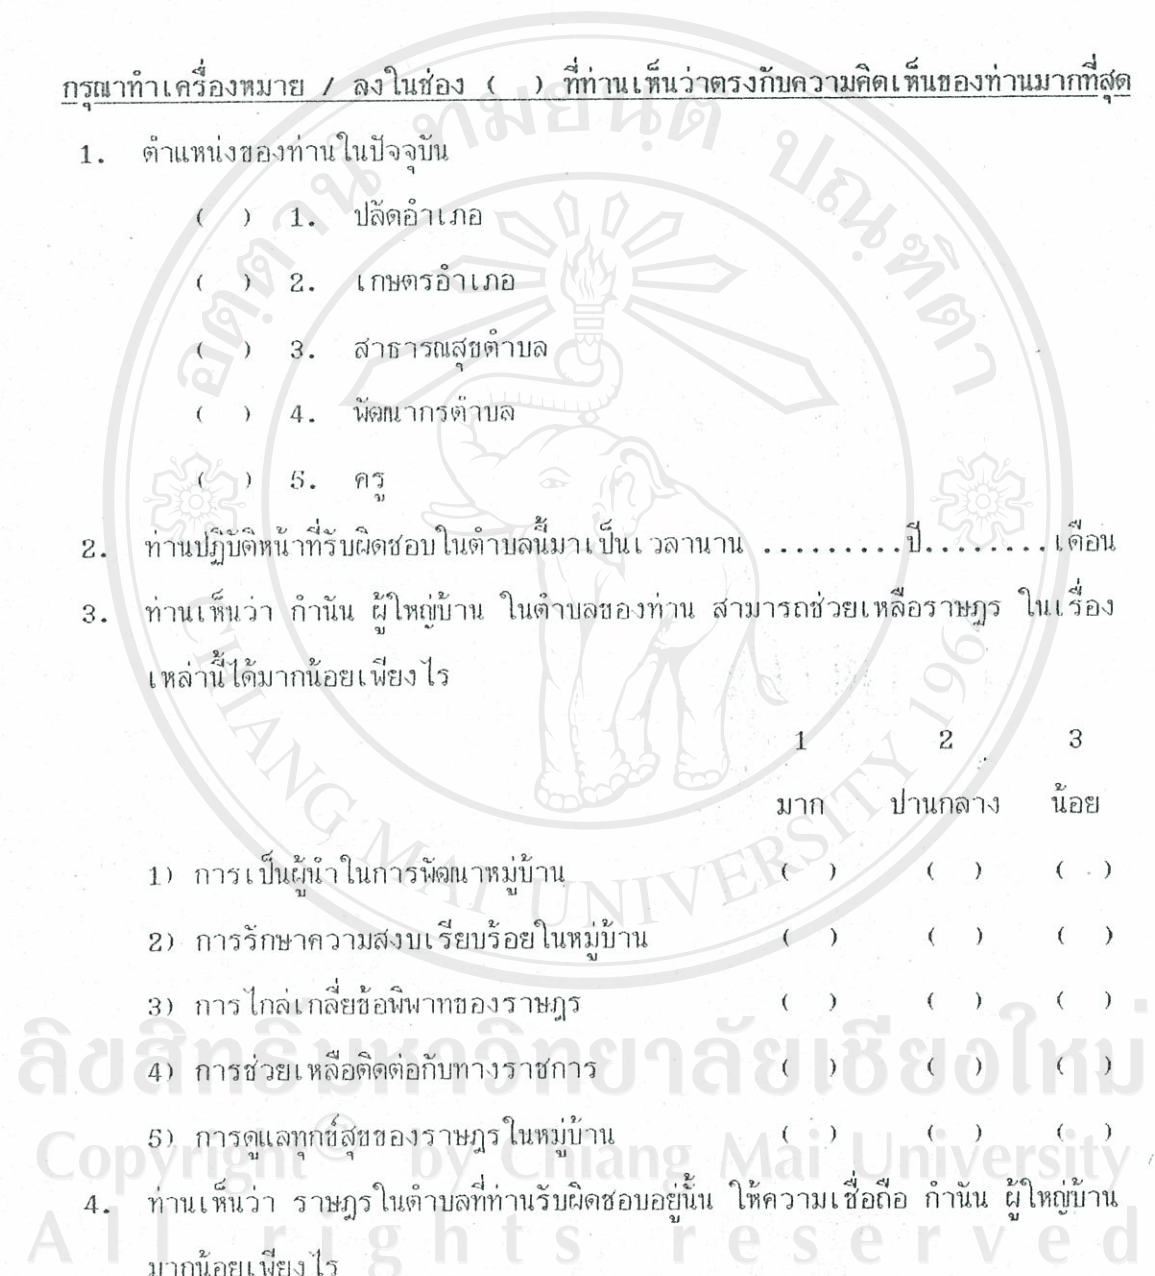 กรุณาทำเครื่องหมาย / ลงในช่อง ( ) ที่ท่านเห็นว่าตรงกับความคิดเห็นของท่านมากที่สุด
1. ตำแหน่งของท่านในปัจจุบัน
( ) 1. ปลัดอำเภอ
( ) 2. เกษตรอำเภอ
( ) 3. สาธารณสุขตำบล
( ) 4. พัฒนากรตำบล
( ) 5. ครู
2. ท่านปฏิบัติหน้าที่รับผิดชอบในตำบลนี้มาเป็นเวลานาน .........ปี.........เดือน
3. ท่านเห็นว่า กำนัน ผู้ใหญ่บ้าน ในตำบลของท่าน สามารถช่วยเหลือราษฎร ในเรื่อง
เหล่านี้ได้มากน้อยเพียงไร
1 2 3
มาก ปานกลาง น้อย
1) การเป็นผู้นำในการพัฒนาหมู่บ้าน ( ) ( ) ( )
2) การรักษาความสงบเรียบร้อยในหมู่บ้าน ( ) ( ) ( )
3) การไกล่เกลี่ยข้อพิพาทของราษฎร ( ) ( ) ( )
4) การช่วยเหลือติดต่อกับทางราชการ ( ) ( ) ( )
5) การดูแลทุกข์สุขของราษฎรในหมู่บ้าน ( ) ( ) ( )
4. ท่านเห็นว่า ราษฎรในตำบลที่ท่านรับผิดชอบอยู่นั้น ให้ความเชื่อถือ กำนัน ผู้ใหญ่บ้าน
มากน้อยเพียงไร
CHIANG MAI UNIVERSITY 1964
ลิขสิทธิ์มหาวิทยาลัยเชียงใหม่
Copyright © by Chiang Mai University
All rights reserved